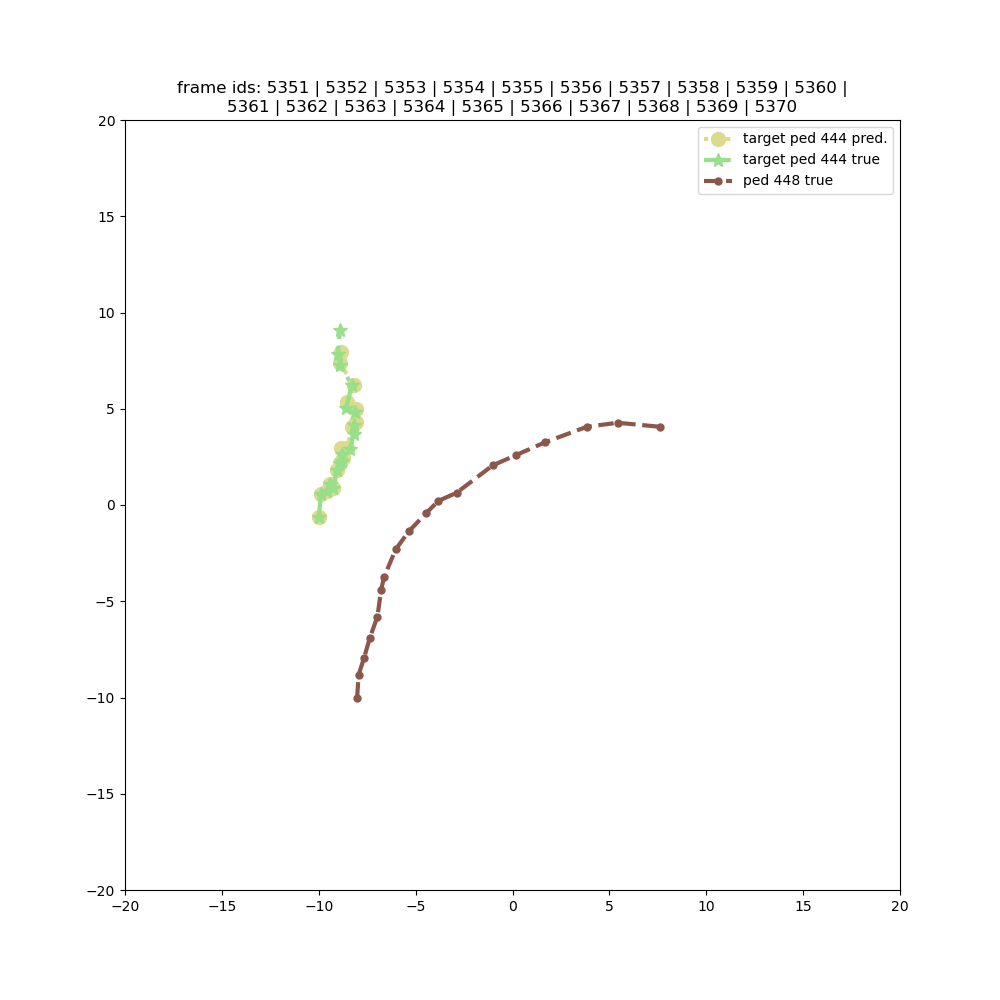 frame ids: 5351 | 5352 | 5353 | 5354 | 5355 | 5356 | 5357 | 5358 | 5359 | 5360 |
5361 | 5362 | 5363 | 5364 | 5365 | 5366 | 5367 | 5368 | 5369 | 5370
target ped 444 pred.
target ped 444 true
ped 448 true
20
15
10
5
0
−5
−10
−15
−20
−20 −15 −10 −5 0 5 10 15 20